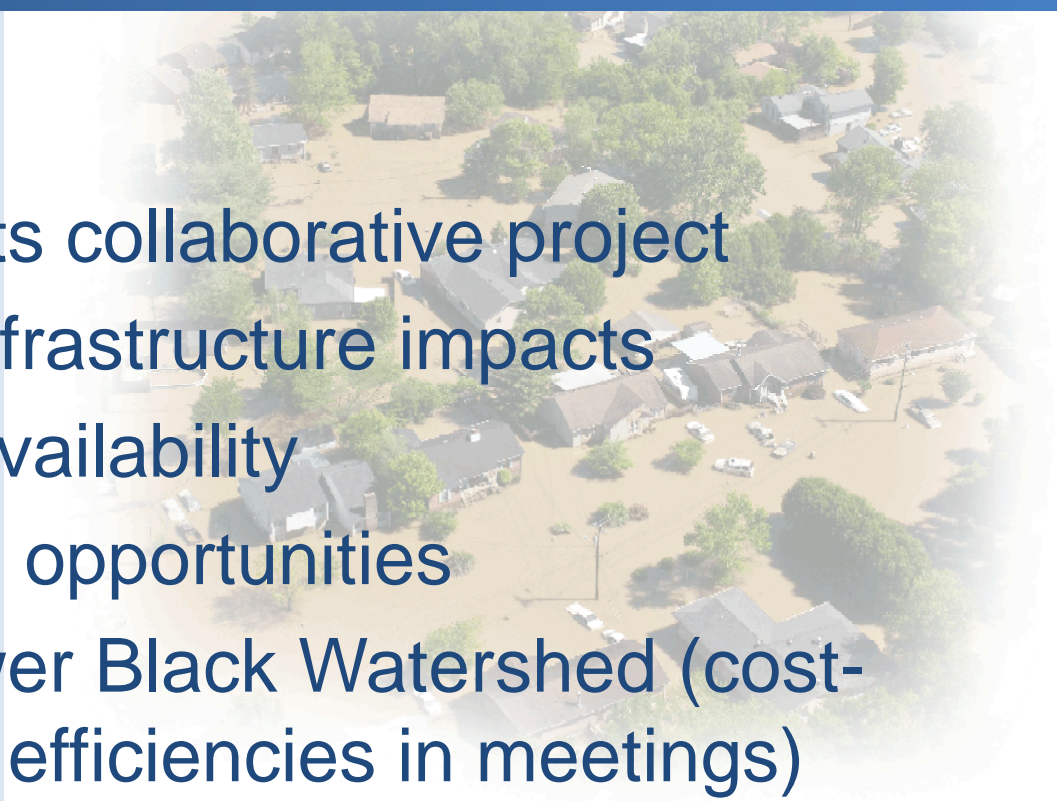 ts collaborative project
frastructure impacts
vailability
opportunities
ver Black Watershed (cost-
efficiencies in meetings)